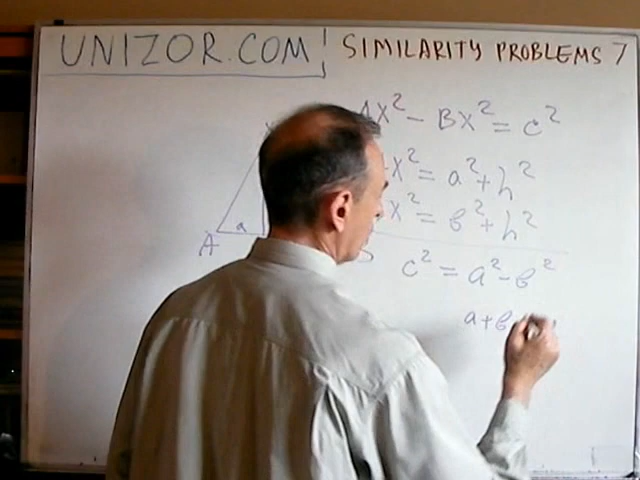 UNIZOR.COM
SIMILARITY PROBLEMS 7
AX² - BX² = c²
X² = a² + h²
X² = b² + h²
A a
c² = a² - b²
a + b